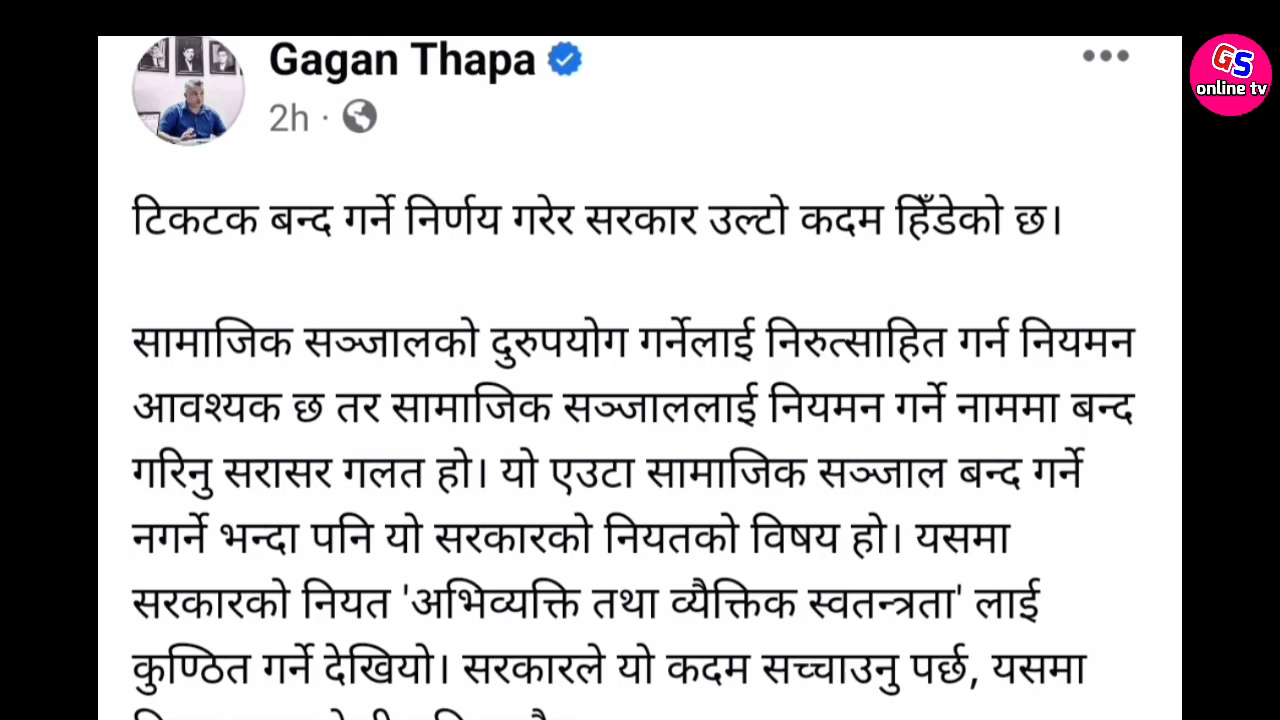 Gagan Thapa
2h ·
GS
online tv
टिकटक बन्द गर्ने निर्णय गरेर सरकार उल्टो कदम हिँडेको छ।
सामाजिक सञ्जालको दुरुपयोग गर्नेलाई निरुत्साहित गर्न नियमन
आवश्यक छ तर सामाजिक सञ्जाललाई नियमन गर्ने नाममा बन्द
गरिनु सरासर गलत हो। यो एउटा सामाजिक सञ्जाल बन्द गर्ने
नगर्ने भन्दा पनि यो सरकारको नियतको विषय हो। यसमा
सरकारको नियत 'अभिव्यक्ति तथा व्यैक्तिक स्वतन्त्रता' लाई
कुण्ठित गर्ने देखियो। सरकारले यो कदम सच्चाउनु पर्छ, यसमा